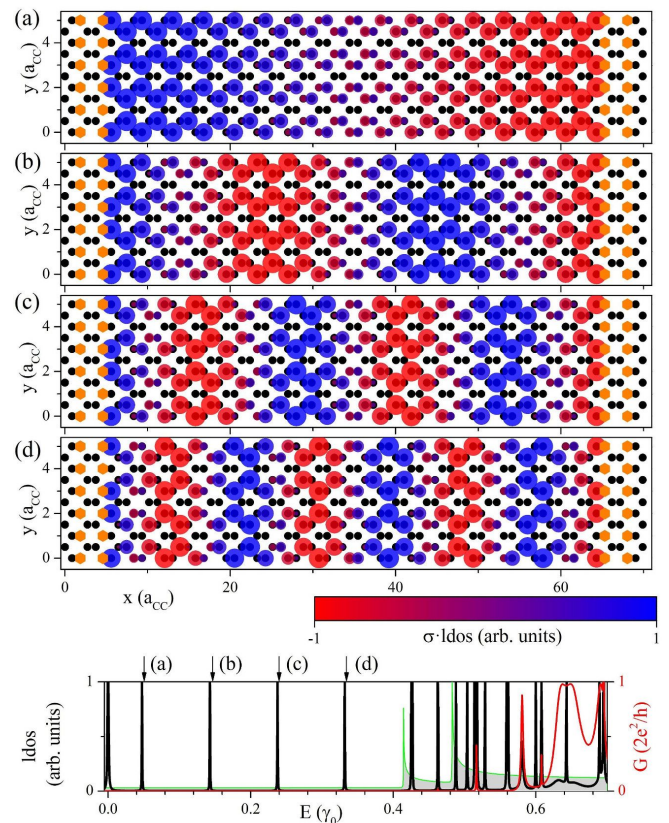 (a)
4
2
0
y (a_CC)
(b)
4
2
0
y (a_CC)
(c)
4
2
0
y (a_CC)
(d)
4
2
0
y (a_CC)
0 20 40 60
x (a_CC)
-1 σ·ldos (arb. units) 1
(a) (b) (c) (d)
1 1
ldos
(arb. units)
G (2e²/h)
0 0
0.0 0.2 0.4 0.6
E (γ₀)